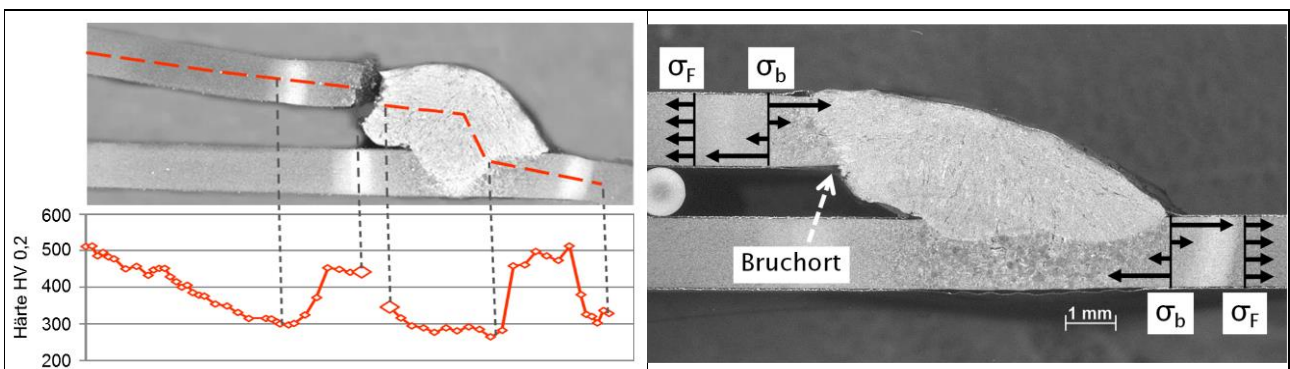 600
500
400
300
200
Härte HV 0,2
σF
σb
Bruchort
1 mm
σb
σF